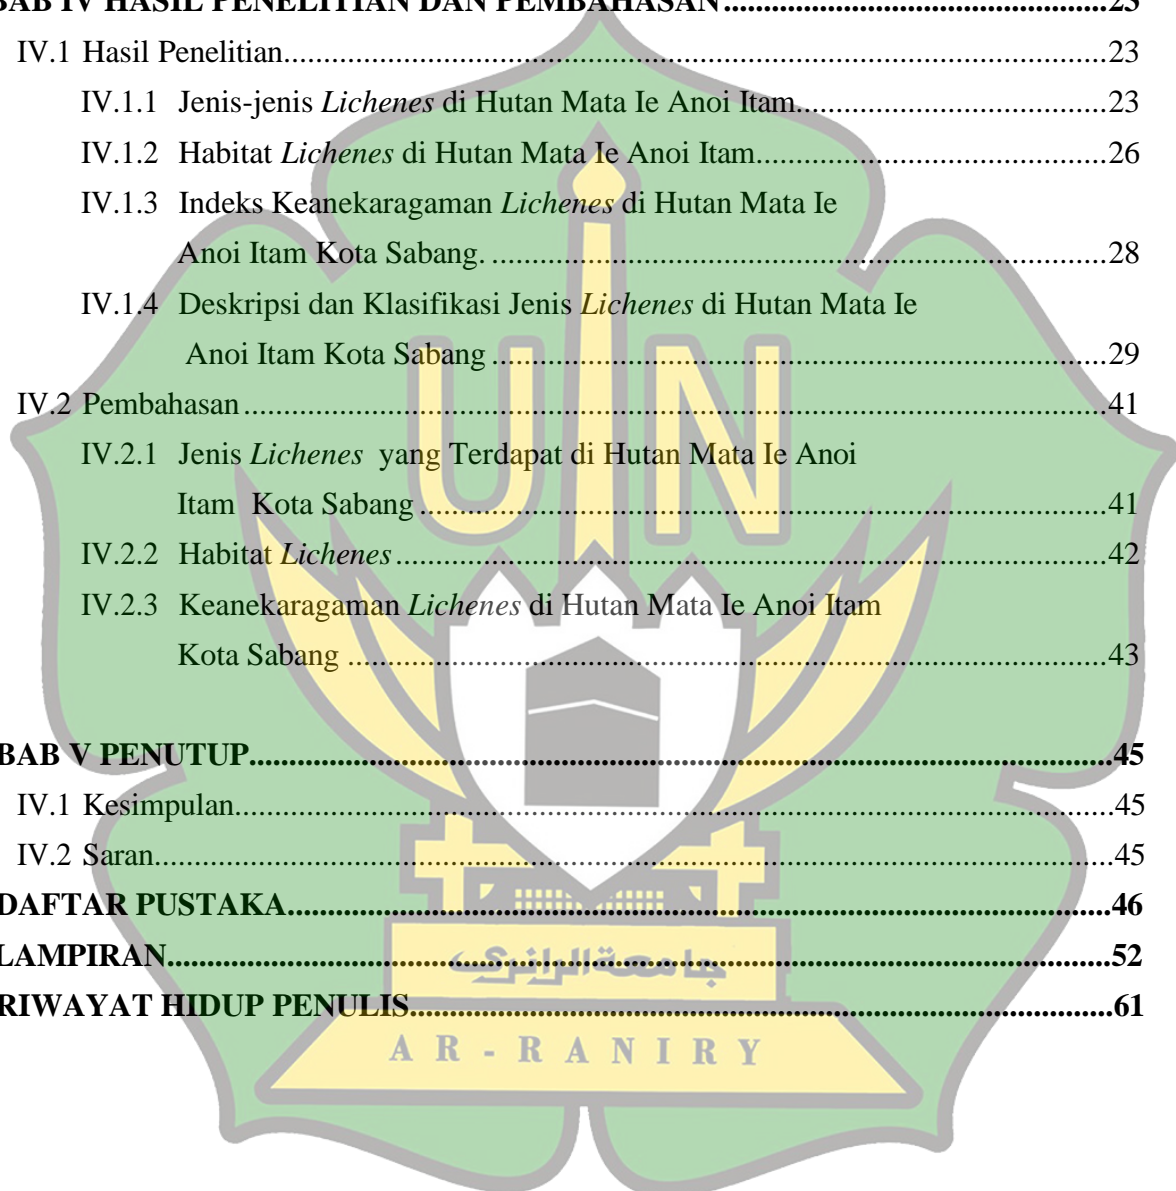 BAB IV HASIL PENELITIAN DAN PEMBAHASAN..........23
IV.1 Hasil Penelitian..........23
IV.1.1 Jenis-jenis Lichenes di Hutan Mata Ie Anoi Itam..........23
IV.1.2 Habitat Lichenes di Hutan Mata Ie Anoi Itam..........26
IV.1.3 Indeks Keanekaragaman Lichenes di Hutan Mata Ie
Anoi Itam Kota Sabang. ..........28
IV.1.4 Deskripsi dan Klasifikasi Jenis Lichenes di Hutan Mata Ie
Anoi Itam Kota Sabang ..........29
IV.2 Pembahasan ..........41
IV.2.1 Jenis Lichenes yang Terdapat di Hutan Mata Ie Anoi
Itam Kota Sabang ..........41
IV.2.2 Habitat Lichenes ..........42
IV.2.3 Keanekaragaman Lichenes di Hutan Mata Ie Anoi Itam
Kota Sabang ..........43
BAB V PENUTUP..........45
IV.1 Kesimpulan..........45
IV.2 Saran..........45
DAFTAR PUSTAKA..........46
LAMPIRAN..........52
RIWAYAT HIDUP PENULIS..........61
UIN
جامعة الرانري
AR-RANIRY